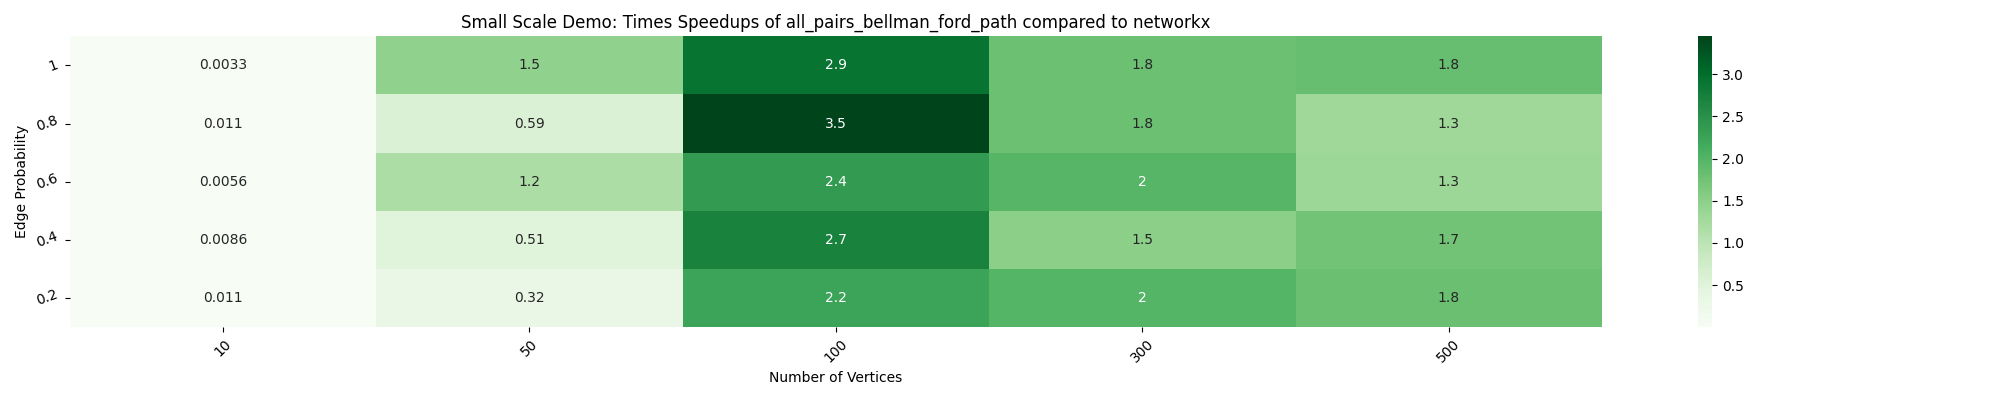 Small Scale Demo: Times Speedups of all_pairs_bellman_ford_path compared to networkx
Edge Probability
1 0.0033 1.5 2.9 1.8 1.8
0.8 0.011 0.59 3.5 1.8 1.3
0.6 0.0056 1.2 2.4 2 1.3
0.4 0.0086 0.51 2.7 1.5 1.7
0.2 0.011 0.32 2.2 2 1.8
10 50 100 300 500
Number of Vertices
3.0
2.5
2.0
1.5
1.0
0.5